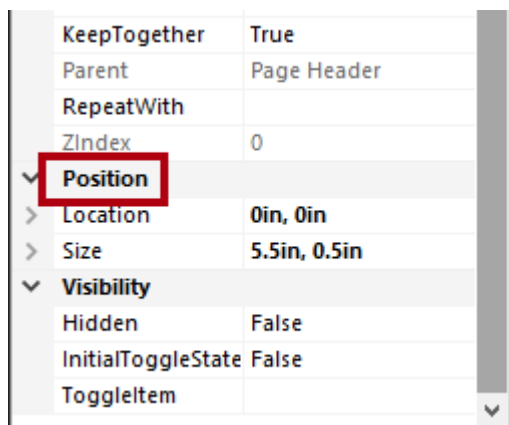 KeepTogether True
Parent Page Header
RepeatWith
ZIndex 0
Position
Location 0in, 0in
Size 5.5in, 0.5in
Visibility
Hidden False
InitialToggleState False
ToggleItem